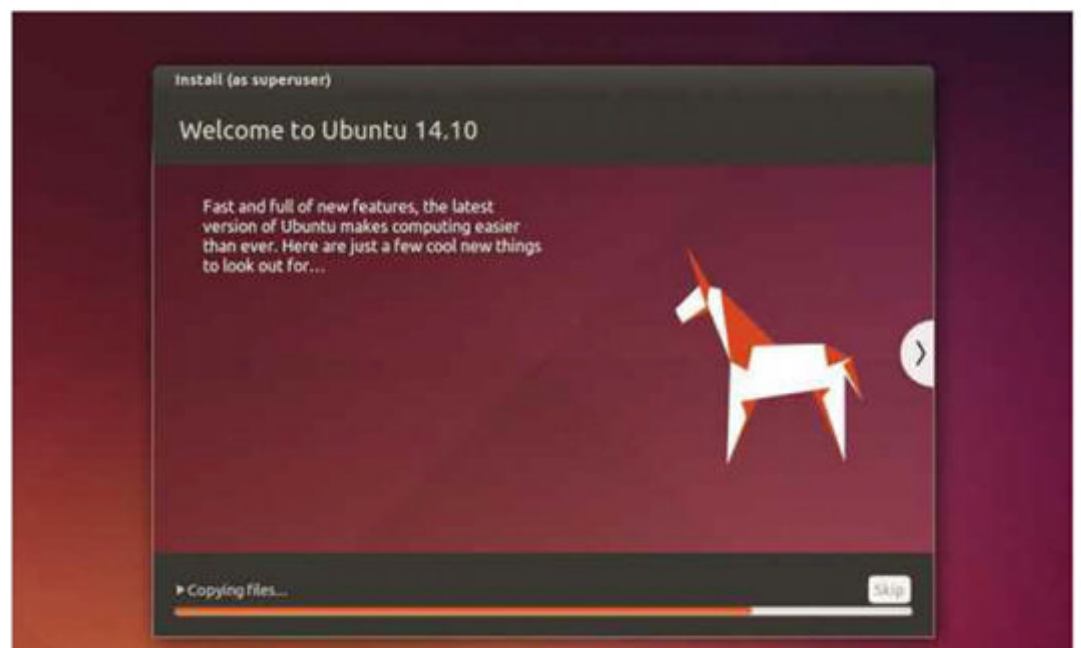 Install (as superuser)
Welcome to Ubuntu 14.10
Fast and full of new features, the latest
version of Ubuntu makes computing easier
than ever. Here are just a few cool new things
to look out for...
Copying files...
Skip